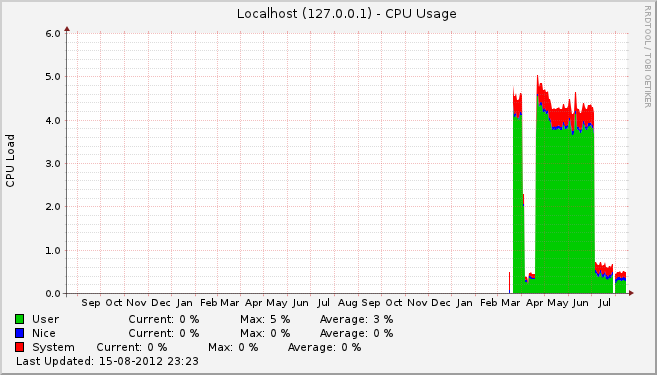 Localhost (127.0.0.1) - CPU Usage
RRDTOOL / TOBI OETIKER
CPU Load
6.0
5.0
4.0
3.0
2.0
1.0
0.0
Sep Oct Nov Dec Jan Feb Mar Apr May Jun Jul Aug Sep Oct Nov Dec Jan Feb Mar Apr May Jun Jul
User Current: 0 % Max: 5 % Average: 3 %
Nice Current: 0 % Max: 0 % Average: 0 %
System Current: 0 % Max: 0 % Average: 0 %
Last Updated: 15-08-2012 23:23